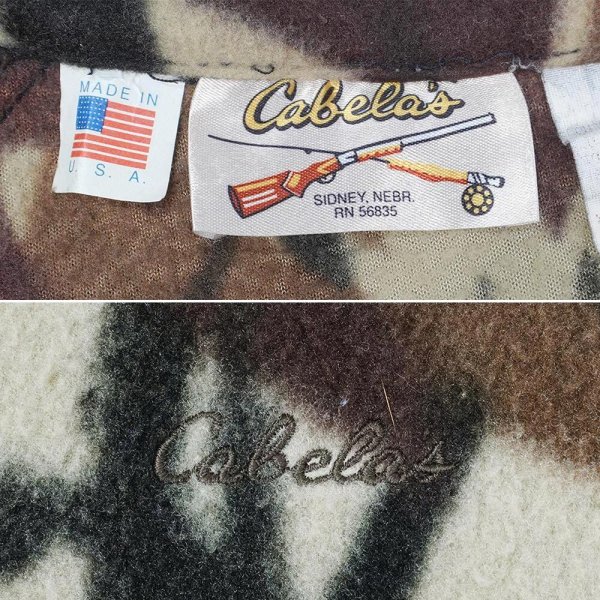 MADE IN
U. S. A.
Cabela's
SIDNEY, NEBR.
RN 56835
Cabela's